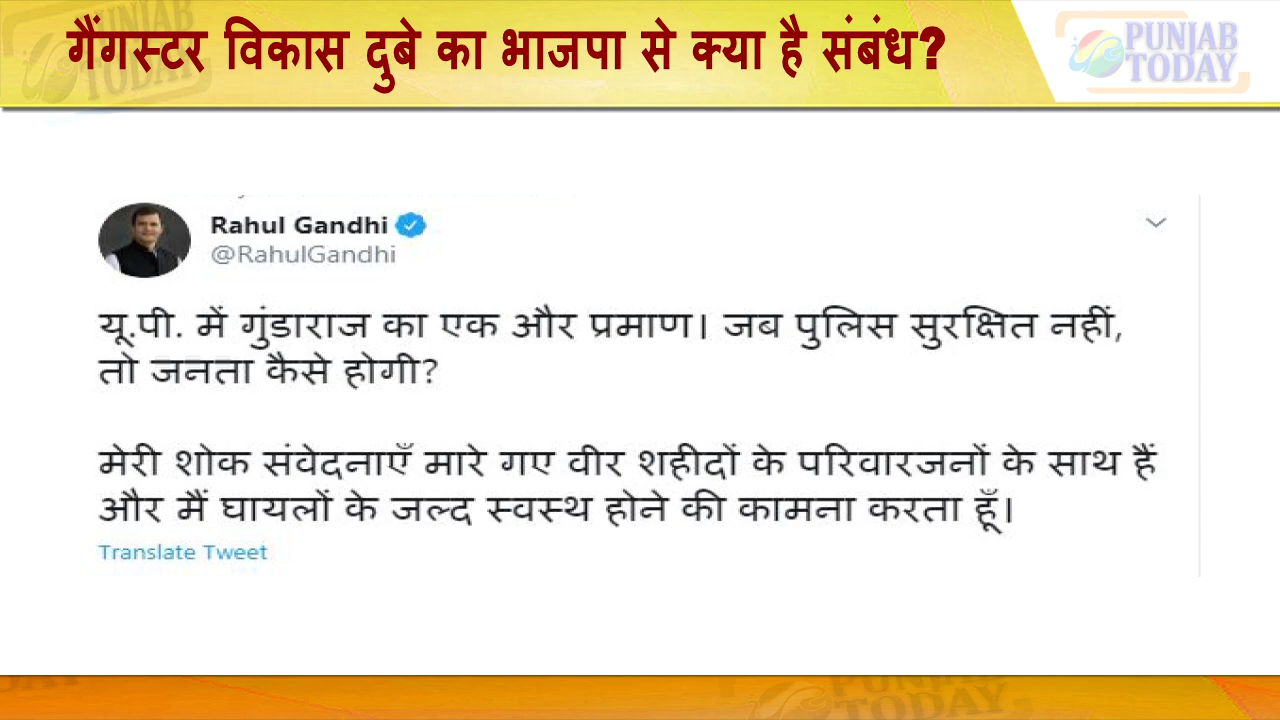 गैंगस्टर विकास दुबे का भाजपा से क्या है संबंध?
PUNJAB
TODAY
Rahul Gandhi
@RahulGandhi
यू.पी. में गुंडाराज का एक और प्रमाण। जब पुलिस सुरक्षित नहीं,
तो जनता कैसे होगी?
मेरी शोक संवेदनाएँ मारे गए वीर शहीदों के परिवारजनों के साथ हैं
और मैं घायलों के जल्द स्वस्थ होने की कामना करता हूँ।
Translate Tweet